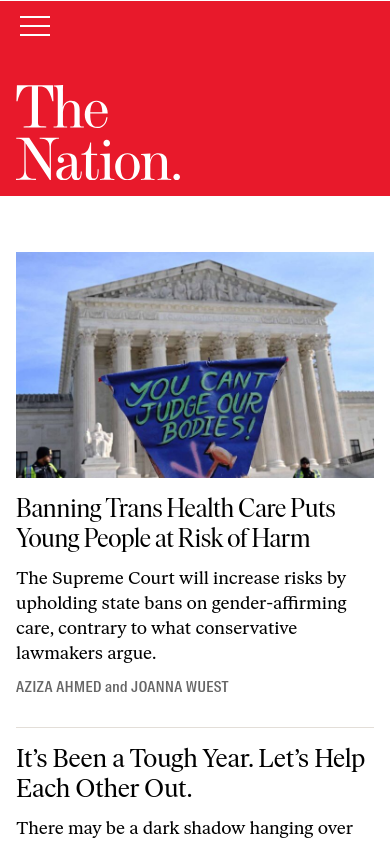 The
Nation.
YOU CAN'T
JUDGE OUR
BODIES!
Banning Trans Health Care Puts
Young People at Risk of Harm
The Supreme Court will increase risks by
upholding state bans on gender-affirming
care, contrary to what conservative
lawmakers argue.
AZIZA AHMED and JOANNA WUEST
It’s Been a Tough Year. Let’s Help
Each Other Out.
There may be a dark shadow hanging over